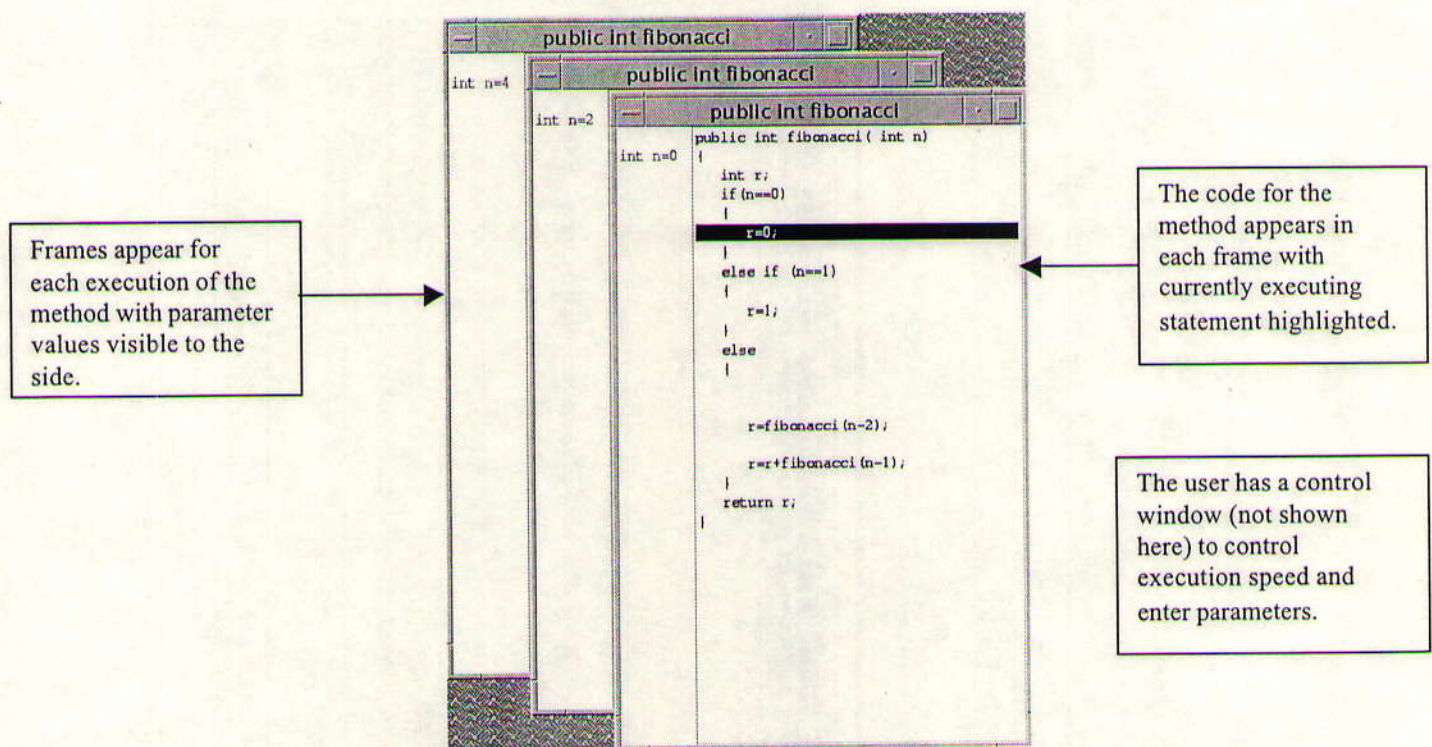 public int fibonacci
int n=4
public int fibonacci
int n=2
public int fibonacci
int n=0
public int fibonacci( int n)
{
int r;
if(n==0)
{
r=0;
}
else if (n==1)
{
r=1;
}
else
{
r=fibonacci(n-2);
r=r+fibonacci(n-1);
}
return r;
}
Frames appear for
each execution of the
method with parameter
values visible to the
side.
The code for the
method appears in
each frame with
currently executing
statement highlighted.
The user has a control
window (not shown
here) to control
execution speed and
enter parameters.